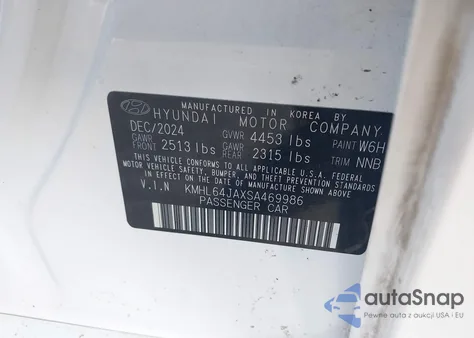 MANUFACTURED IN KOREA BY
HYUNDAI MOTOR COMPANY
DEC/2024 GVWR 4453 lbs PAINT W6H
GAWR FRONT 2513 lbs GAWR REAR 2315 lbs TRIM NNB
THIS VEHICLE CONFORMS TO ALL APPLICABLE U.S.A. FEDERAL
MOTOR VEHICLE SAFETY, BUMPER, AND THEFT PREVENTION STANDARDS
IN EFFECT ON THE DATE OF MANUFACTURE SHOWN ABOVE.
V.I.N KMHL64JAXSA469986
PASSENGER CAR
autoSnap
Pewne auta z aukcji USA i EU